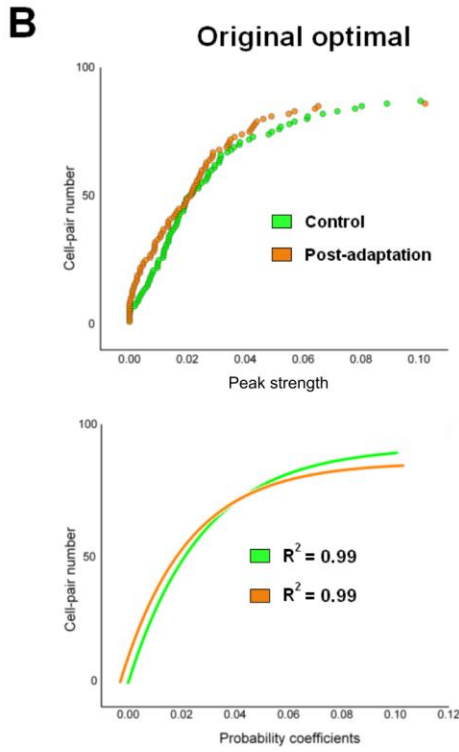 B
Original optimal
100
50
0
Cell-pair number
Control
Post-adaptation
0.00 0.02 0.04 0.06 0.08 0.10
Peak strength
100
50
0
Cell-pair number
R² = 0.99
R² = 0.99
0.00 0.02 0.04 0.06 0.08 0.10 0.12
Probability coefficients